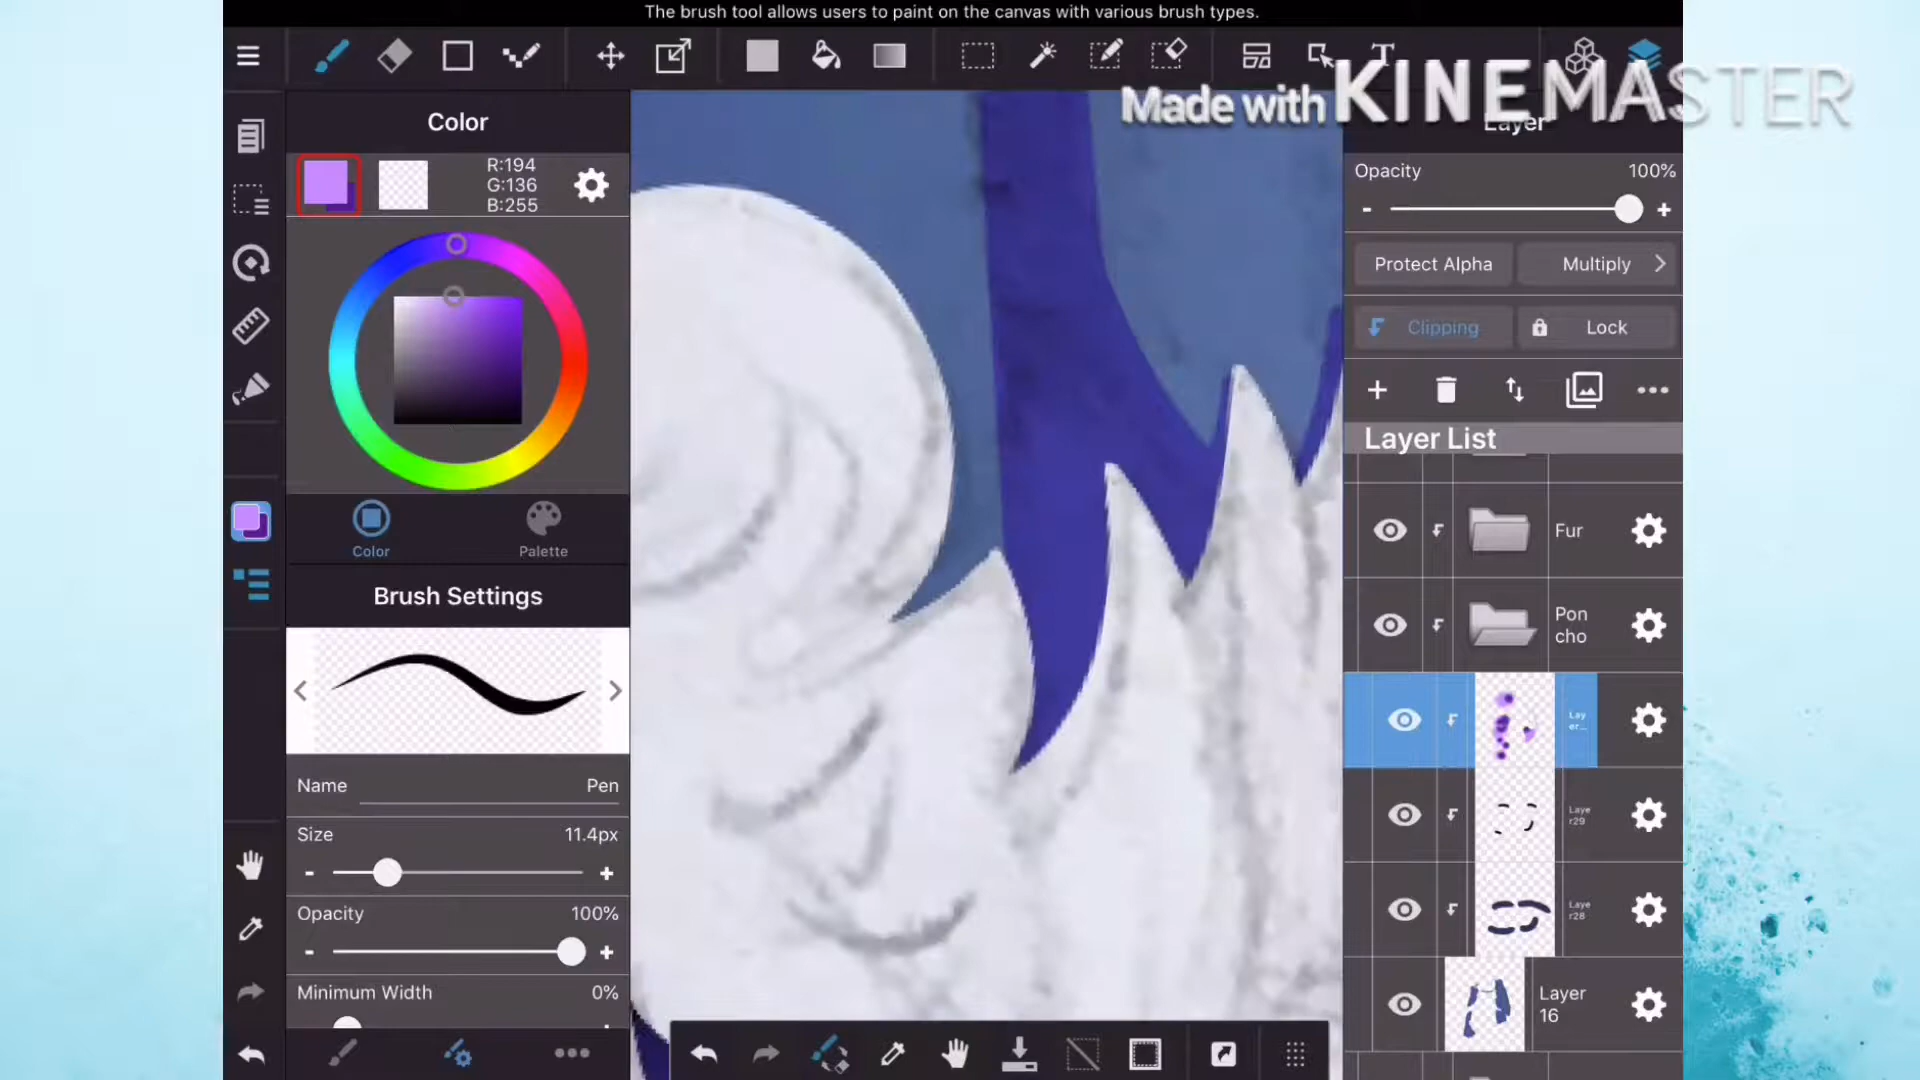 The brush tool allows users to paint on the canvas with various brush types.
Made with KINEMASTER
Color
Layer
R:194
G:136
B:255
Opacity 100%
- +
Protect Alpha
Multiply
Clipping
Lock
Layer List
Fur
Pon
cho
Lay
er...
Laye
r29
Laye
r28
Layer
16
Color
Palette
Brush Settings
Name Pen
Size 11.4px
- +
Opacity 100%
- +
Minimum Width 0%